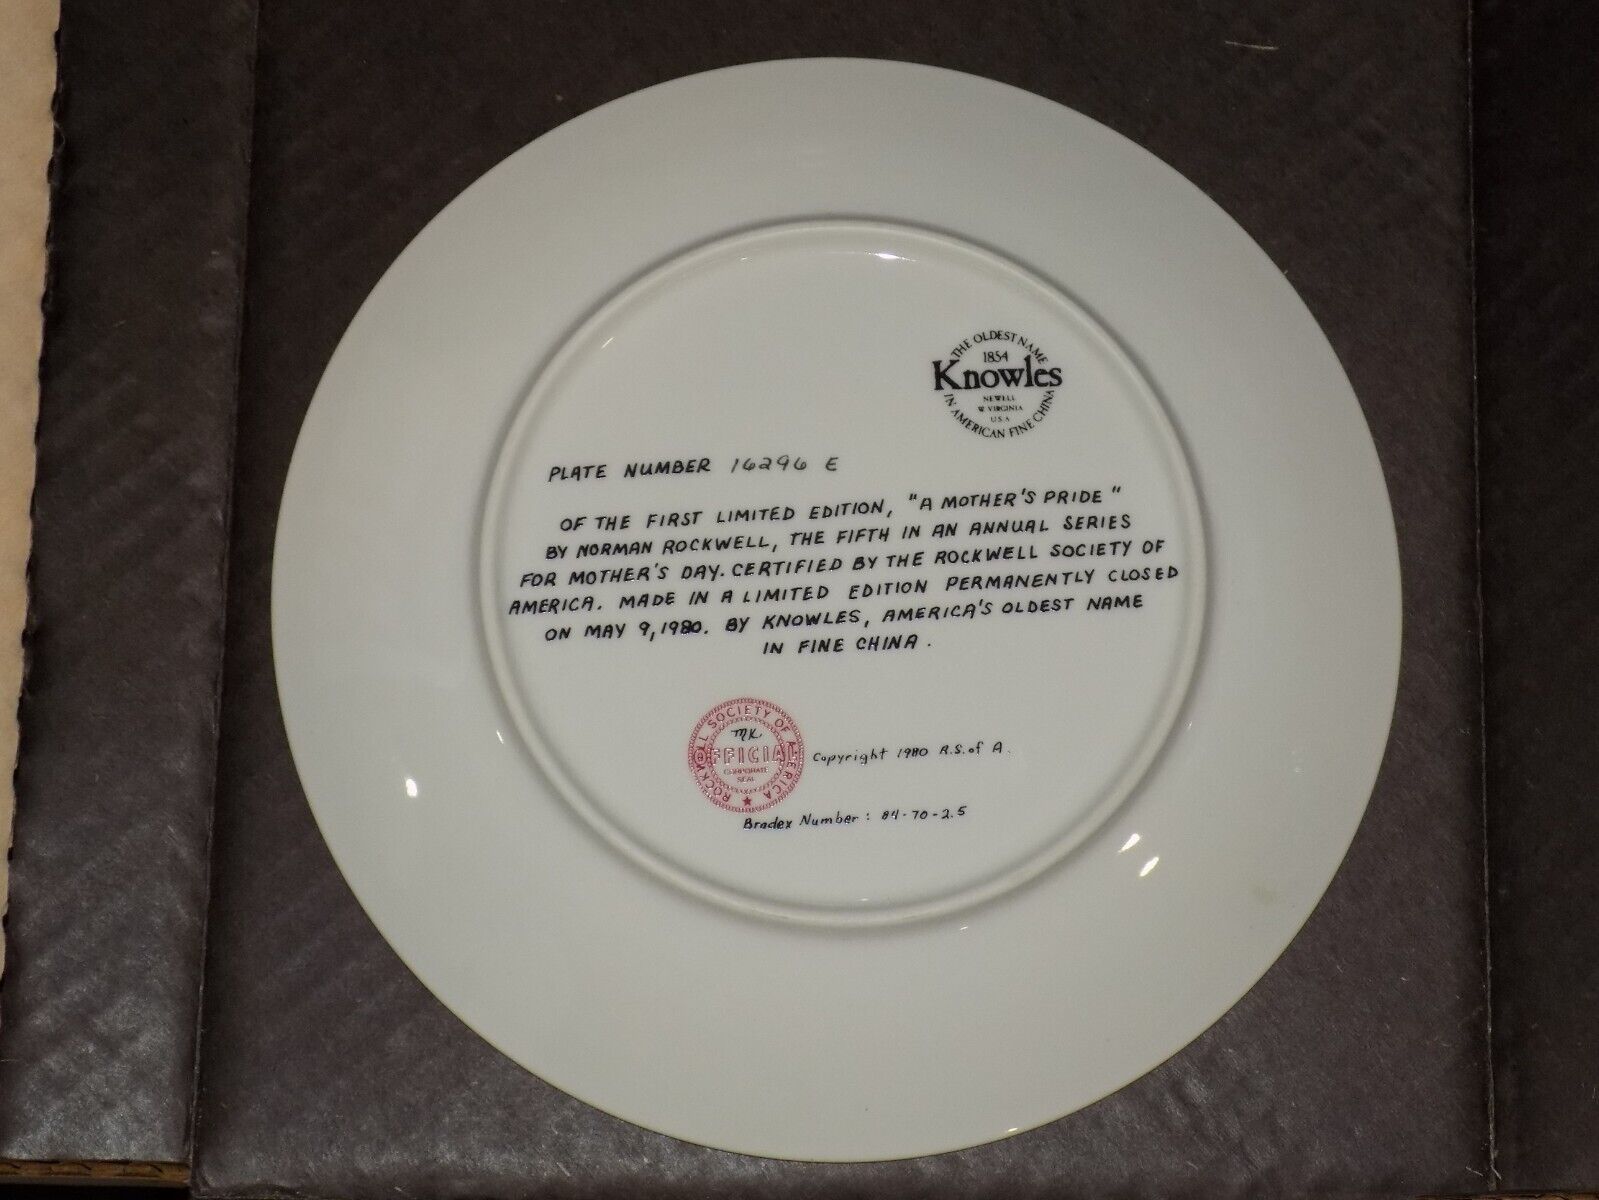 THE OLDEST NAME
1854
Knowles
NEWELL
W VIRGINIA
U.S.A
IN AMERICAN FINE CHINA
PLATE NUMBER 16296 E
OF THE FIRST LIMITED EDITION, "A MOTHER'S PRIDE"
BY NORMAN ROCKWELL, THE FIFTH IN AN ANNUAL SERIES
FOR MOTHER'S DAY. CERTIFIED BY THE ROCKWELL SOCIETY OF
AMERICA. MADE IN A LIMITED EDITION PERMANENTLY CLOSED
ON MAY 9, 1980. BY KNOWLES, AMERICA'S OLDEST NAME
IN FINE CHINA.
ROCKWELL SOCIETY OF AMERICA
MK
OFFICIAL
CORPORATE
SEAL
Copyright 1980 R.S. of A.
Bradex Number: 84-70-2.5